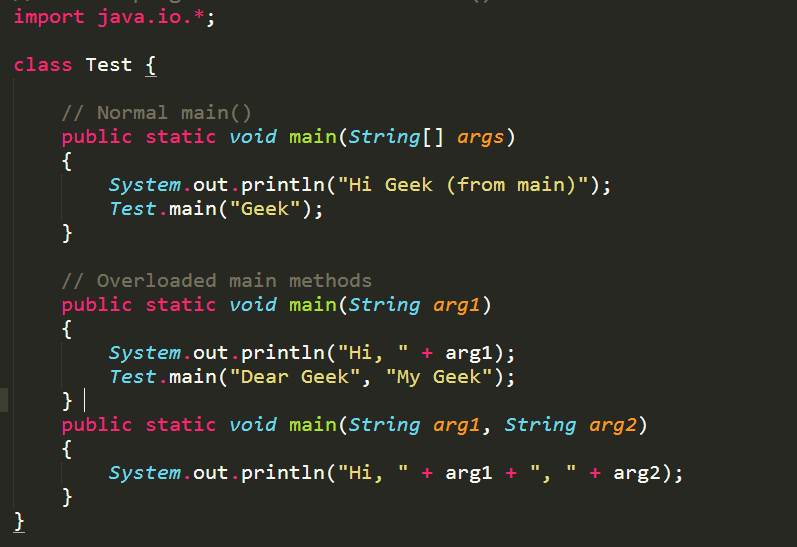 import java.io.*;
class Test {
// Normal main()
public static void main(String[] args)
{
System.out.println("Hi Geek (from main)");
Test.main("Geek");
}
// Overloaded main methods
public static void main(String arg1)
{
System.out.println("Hi, " + arg1);
Test.main("Dear Geek", "My Geek");
}
public static void main(String arg1, String arg2)
{
System.out.println("Hi, " + arg1 + ", " + arg2);
}
}